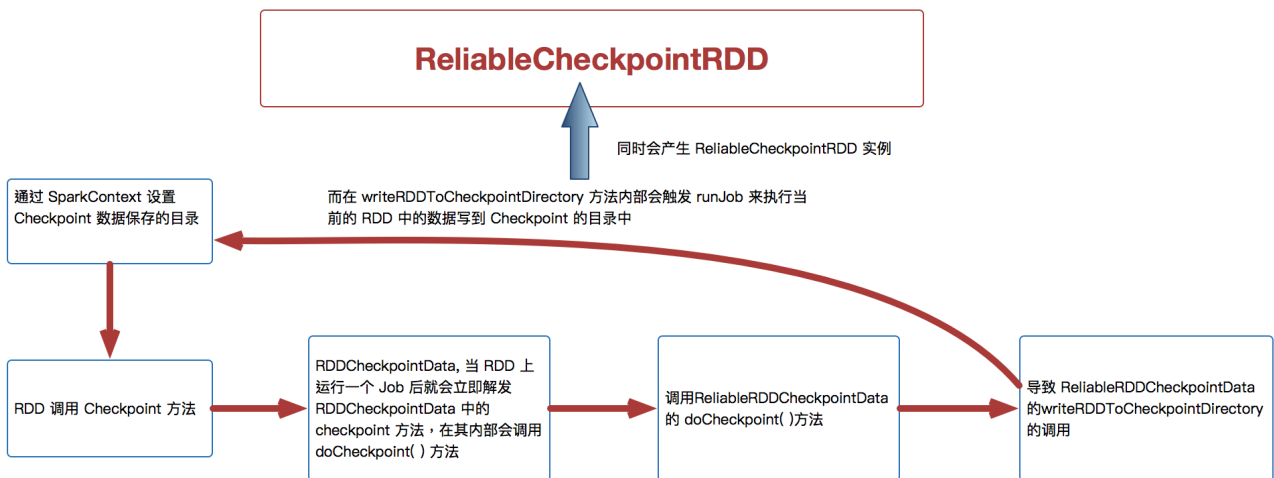 ReliableCheckpointRDD
同时会产生 ReliableCheckpointRDD 实例
通过 SparkContext 设置
Checkpoint 数据保存的目录
而在 writeRDDToCheckpointDirectory 方法内部会触发 runJob 来执行当
前的 RDD 中的数据写到 Checkpoint 的目录中
RDD 调用 Checkpoint 方法
RDDCheckpointData, 当 RDD 上
运行一个 Job 后就会立即解发
RDDCheckpointData 中的
checkpoint 方法，在其内部会调用
doCheckpoint( ) 方法
调用ReliableRDDCheckpointData
的 doCheckpoint( )方法
导致 ReliableRDDCheckpointData
的writeRDDToCheckpointDirectory
的调用